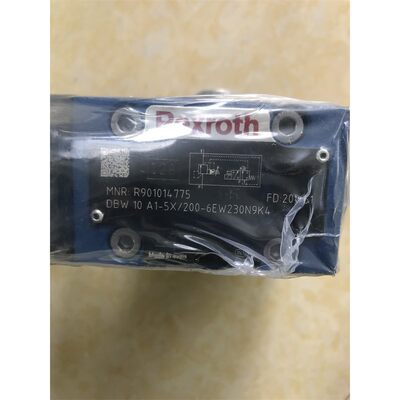 Rexroth
MNR: R901014775
DBW 10 A1-5X/200-6EW230N9K4